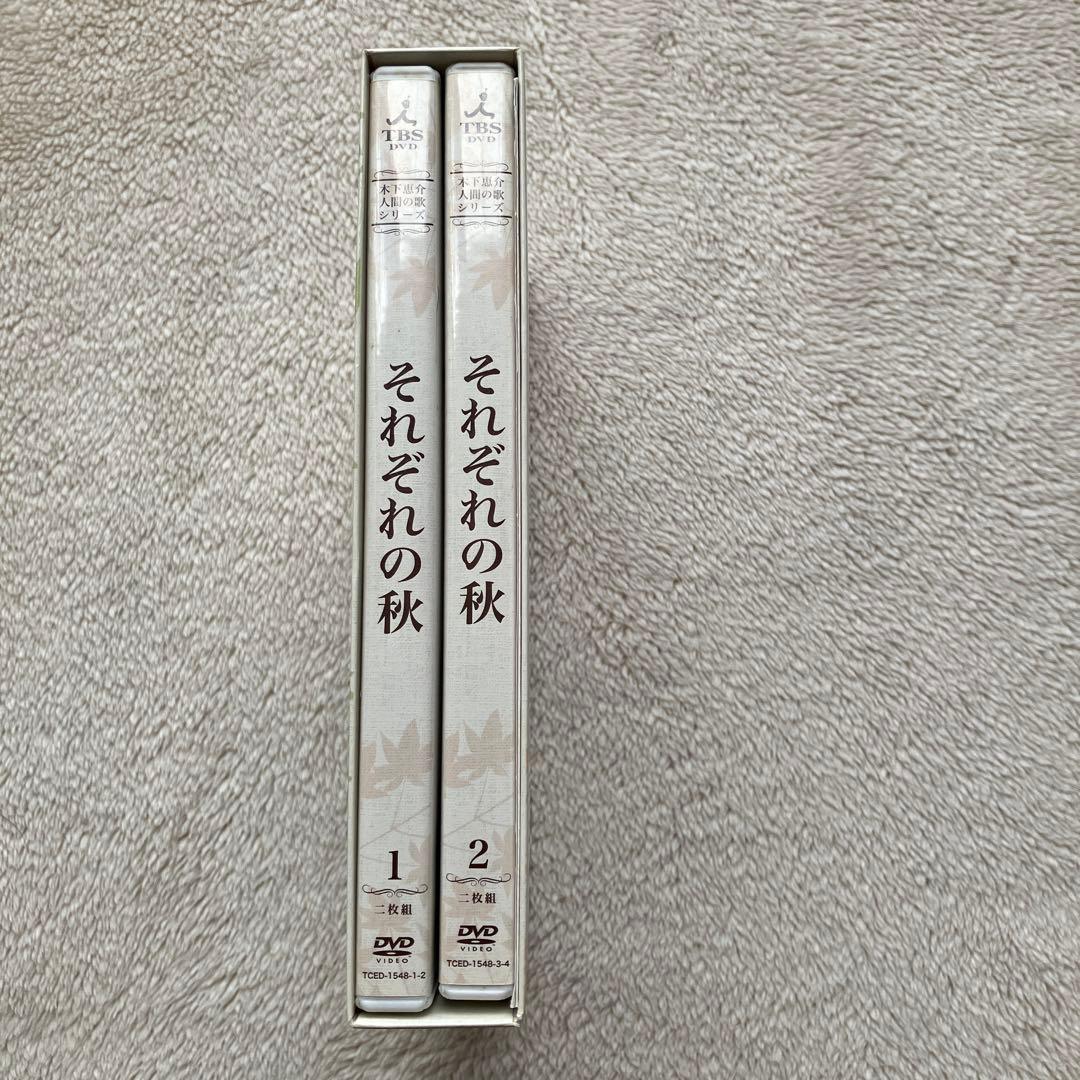 TBS
DVD
木下恵介
人間の歌
シリーズ
それぞれの秋
1
二枚組
DVD
VIDEO
TCED-1548-1-2
TBS
DVD
木下恵介
人間の歌
シリーズ
それぞれの秋
2
二枚組
DVD
VIDEO
TCED-1548-3-4